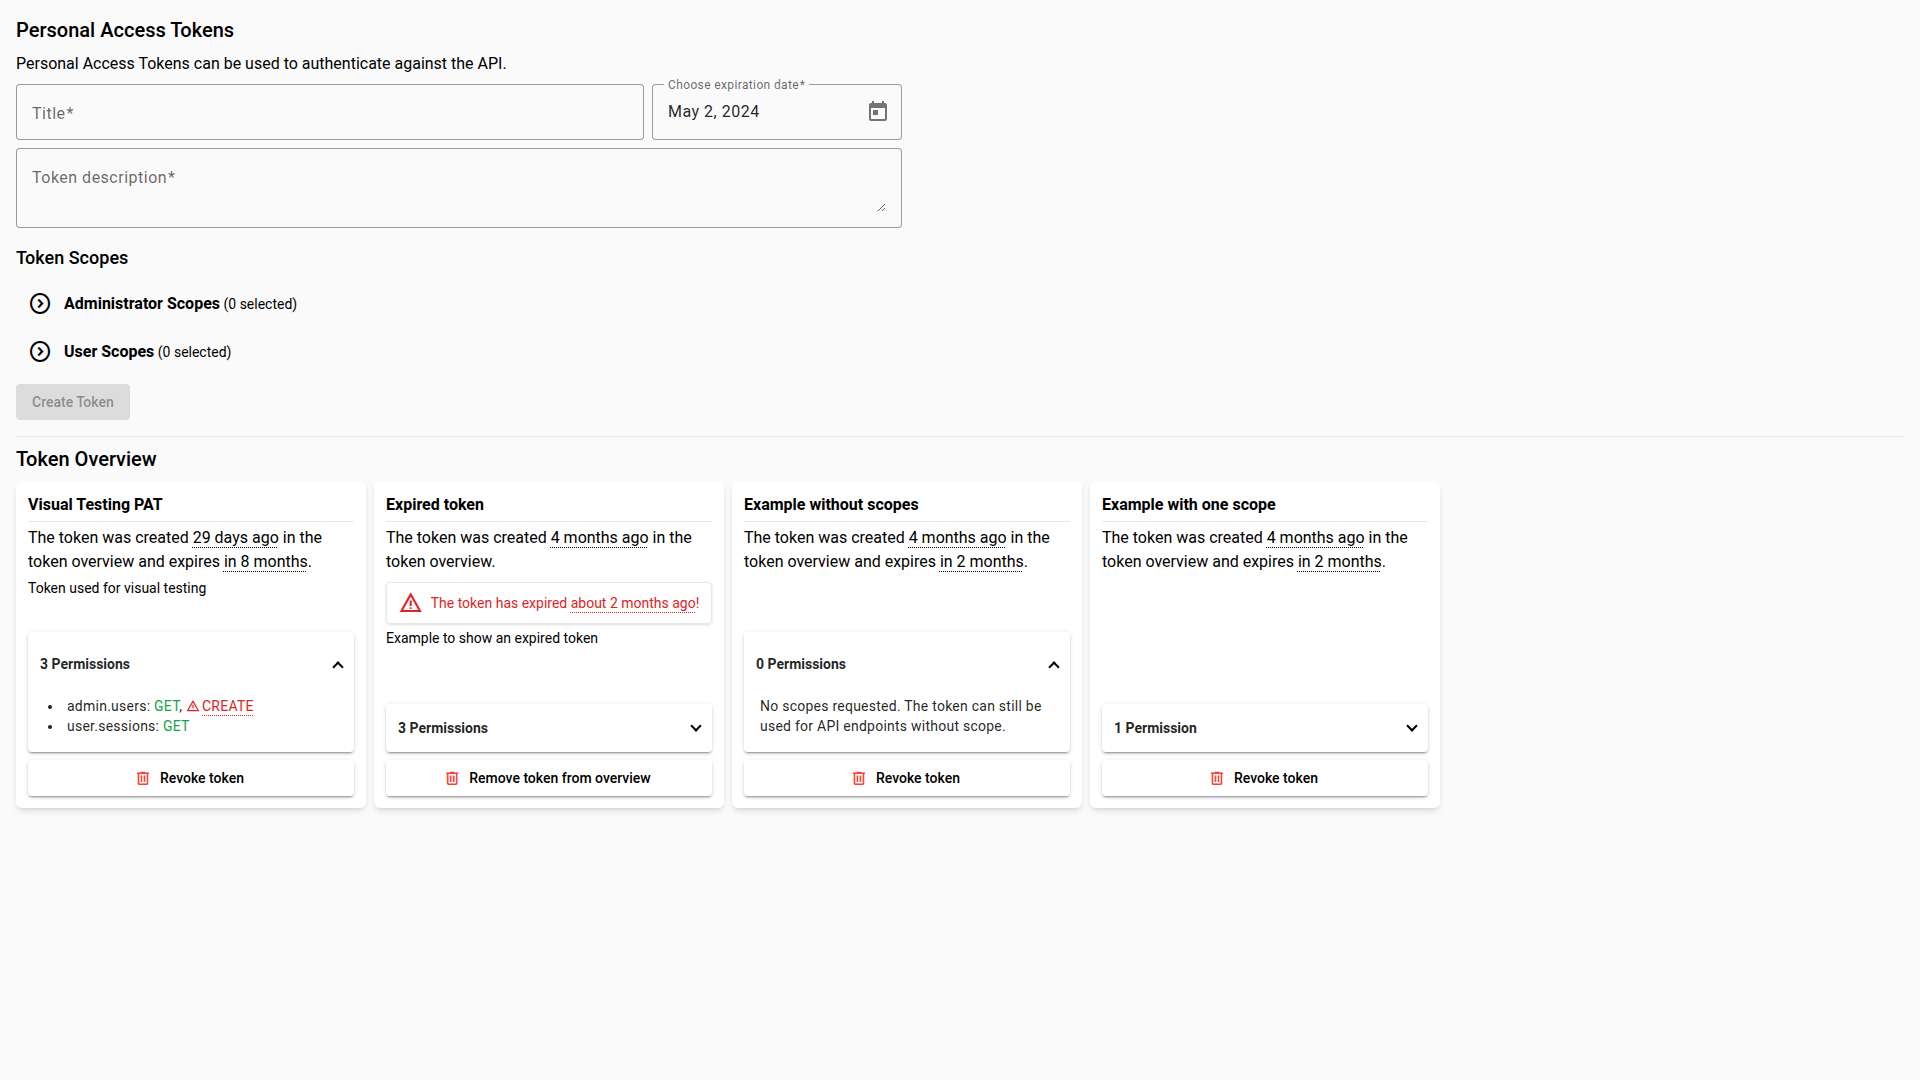 Personal Access Tokens
Personal Access Tokens can be used to authenticate against the API.
Title*
Choose expiration date*
May 2, 2024
Token description*
Token Scopes
Administrator Scopes (0 selected)
User Scopes (0 selected)
Create Token
Token Overview
Visual Testing PAT
The token was created 29 days ago in the
token overview and expires in 8 months.
Token used for visual testing
3 Permissions
admin.users: GET, CREATE
user.sessions: GET
Revoke token
Expired token
The token was created 4 months ago in the
token overview.
The token has expired about 2 months ago!
Example to show an expired token
3 Permissions
Remove token from overview
Example without scopes
The token was created 4 months ago in the
token overview and expires in 2 months.
0 Permissions
No scopes requested. The token can still be
used for API endpoints without scope.
Revoke token
Example with one scope
The token was created 4 months ago in the
token overview and expires in 2 months.
1 Permission
Revoke token